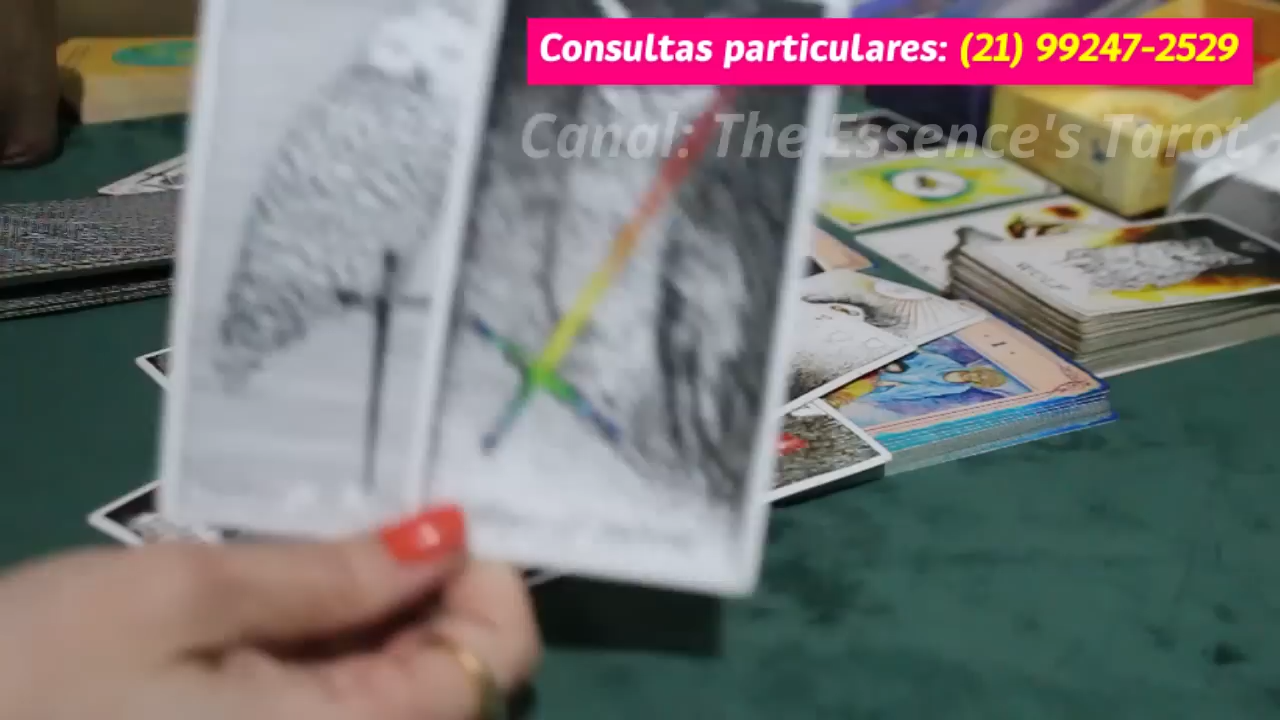 Consultas particulares: (21) 99247-2529
Canal: The Essence's Tarot